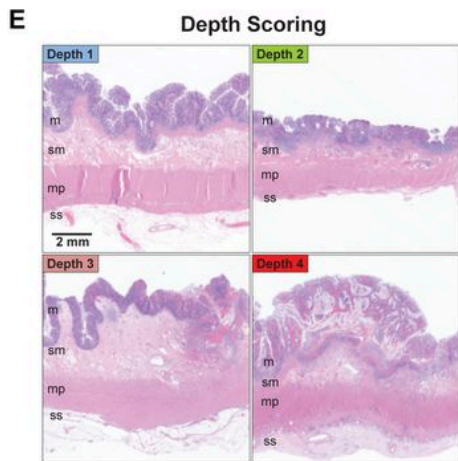 E
Depth Scoring
Depth 1
m
sm
mp
ss
2 mm
Depth 2
m
sm
mp
ss
Depth 3
m
sm
mp
ss
Depth 4
m
sm
mp
ss